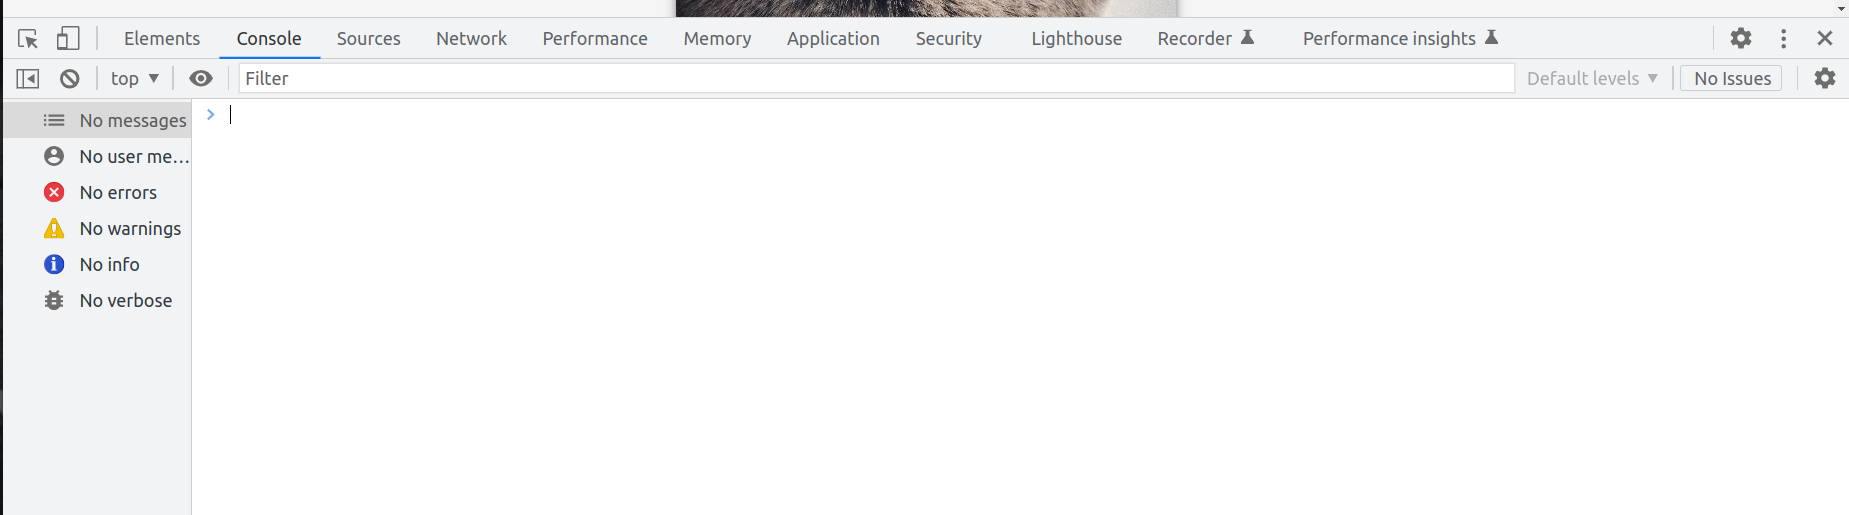 Elements Console Sources Network Performance Memory Application Security Lighthouse Recorder Performance insights
top Filter Default levels No Issues
No messages
No user me…
No errors
No warnings
No info
No verbose